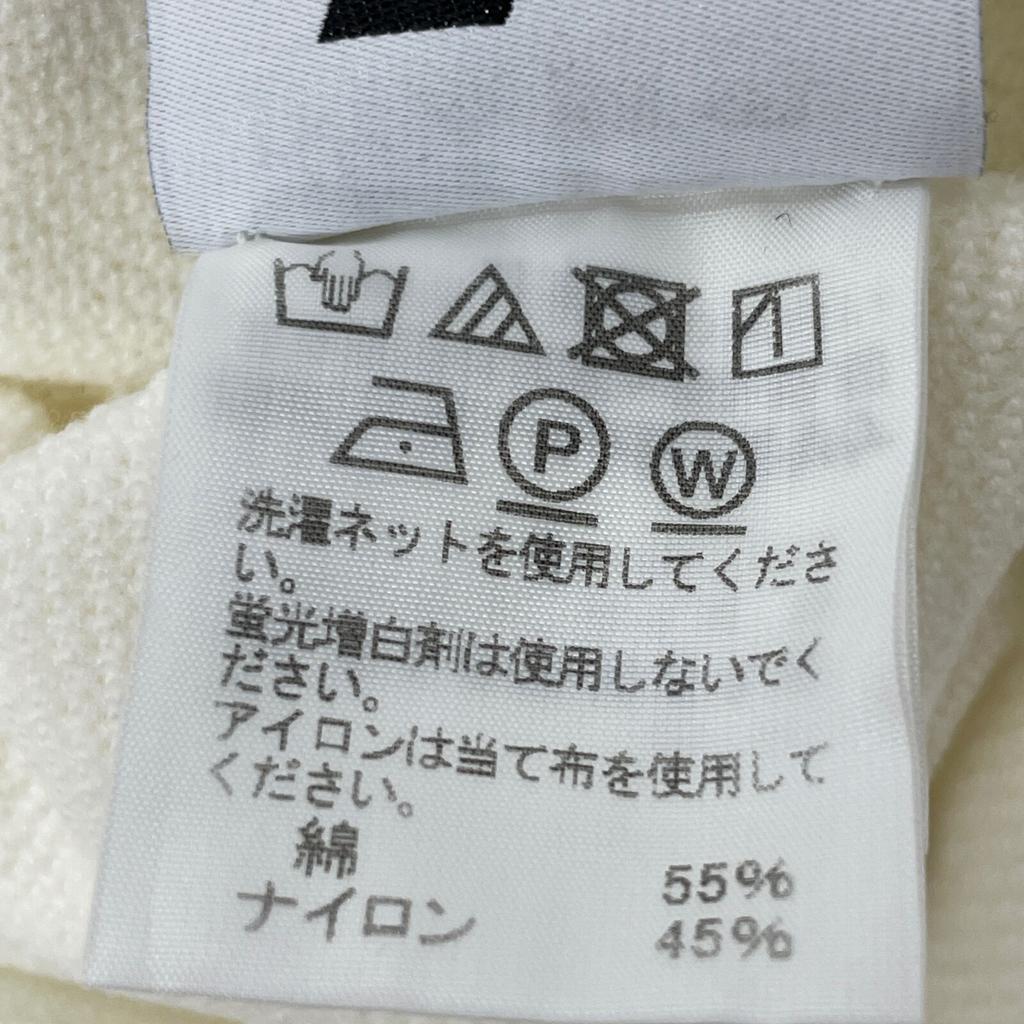 P W
洗濯ネットを使用してくださ
い。
蛍光増白剤は使用しないでく
ださい。
アイロンは当て布を使用して
ください。
綿 55%
ナイロン 45%